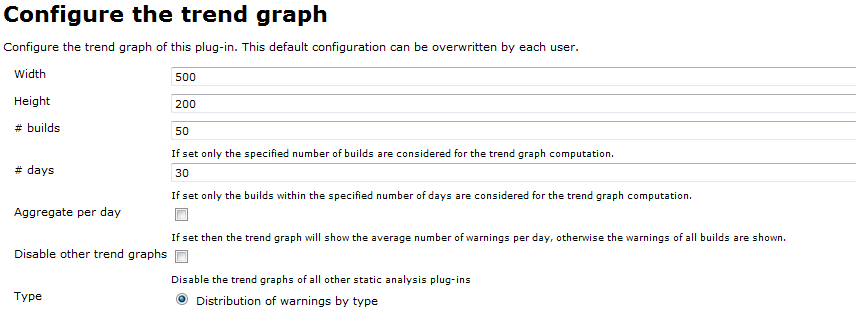 Configure the trend graph
Configure the trend graph of this plug-in. This default configuration can be overwritten by each user.
Width 500
Height 200
# builds 50
If set only the specified number of builds are considered for the trend graph computation.
# days 30
If set only the builds within the specified number of days are considered for the trend graph computation.
Aggregate per day
If set then the trend graph will show the average number of warnings per day, otherwise the warnings of all builds are shown.
Disable other trend graphs
Disable the trend graphs of all other static analysis plug-ins
Type Distribution of warnings by type